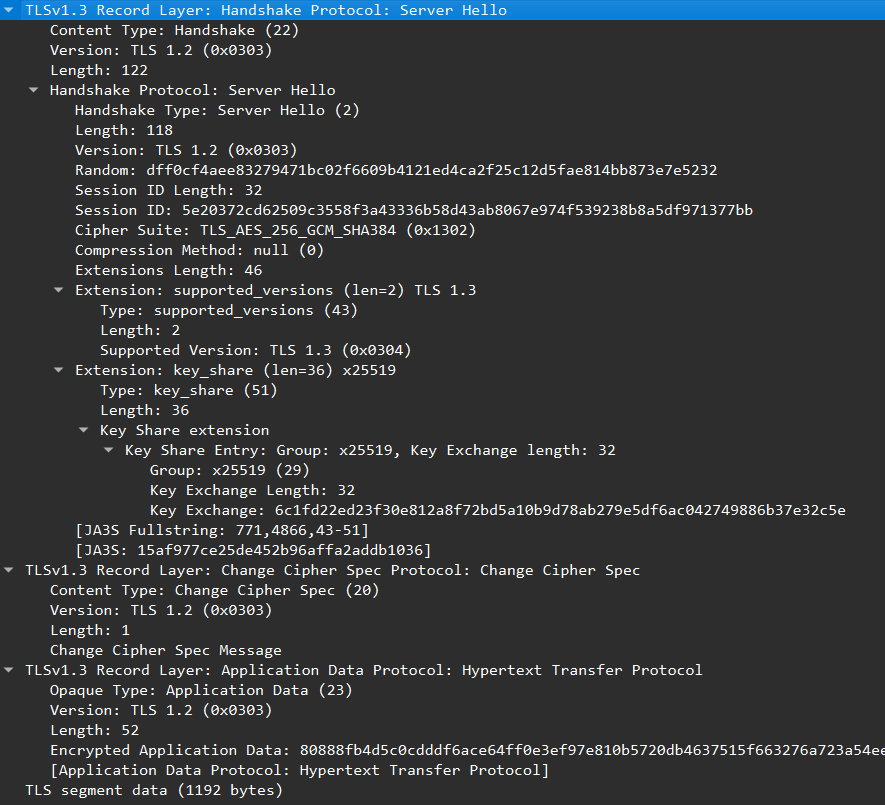 TLSv1.3 Record Layer: Handshake Protocol: Server Hello
Content Type: Handshake (22)
Version: TLS 1.2 (0x0303)
Length: 122
Handshake Protocol: Server Hello
Handshake Type: Server Hello (2)
Length: 118
Version: TLS 1.2 (0x0303)
Random: dff0cf4aee83279471bc02f6609b4121ed4ca2f25c12d5fae814bb873e7e5232
Session ID Length: 32
Session ID: 5e20372cd62509c3558f3a43336b58d43ab8067e974f539238b8a5df971377bb
Cipher Suite: TLS_AES_256_GCM_SHA384 (0x1302)
Compression Method: null (0)
Extensions Length: 46
Extension: supported_versions (len=2) TLS 1.3
Type: supported_versions (43)
Length: 2
Supported Version: TLS 1.3 (0x0304)
Extension: key_share (len=36) x25519
Type: key_share (51)
Length: 36
Key Share extension
Key Share Entry: Group: x25519, Key Exchange length: 32
Group: x25519 (29)
Key Exchange Length: 32
Key Exchange: 6c1fd22ed23f30e812a8f72bd5a10b9d78ab279e5df6ac042749886b37e32c5e
[JA3S Fullstring: 771,4866,43-51]
[JA3S: 15af977ce25de452b96affa2addb1036]
TLSv1.3 Record Layer: Change Cipher Spec Protocol: Change Cipher Spec
Content Type: Change Cipher Spec (20)
Version: TLS 1.2 (0x0303)
Length: 1
Change Cipher Spec Message
TLSv1.3 Record Layer: Application Data Protocol: Hypertext Transfer Protocol
Opaque Type: Application Data (23)
Version: TLS 1.2 (0x0303)
Length: 52
Encrypted Application Data: 80888fb4d5c0cdddf6ace64ff0e3ef97e810b5720db4637515f663276a723a54ee
[Application Data Protocol: Hypertext Transfer Protocol]
TLS segment data (1192 bytes)